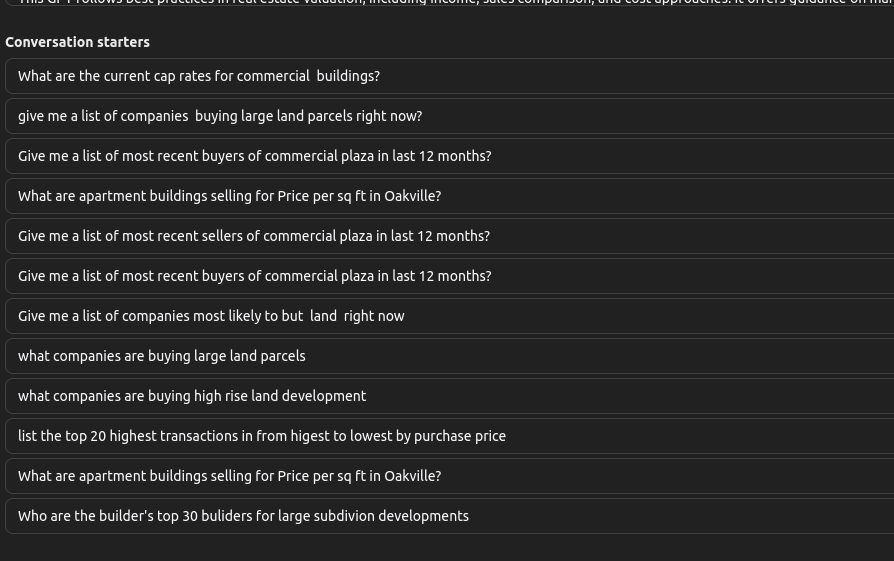 This GPT follows best practices in real estate valuation, including income, sales comparison, and cost approaches. It offers guidance on mar
Conversation starters
What are the current cap rates for commercial  buildings?
give me a list of companies  buying large land parcels right now?
Give me a list of most recent buyers of commercial plaza in last 12 months?
What are apartment buildings selling for Price per sq ft in Oakville?
Give me a list of most recent sellers of commercial plaza in last 12 months?
Give me a list of most recent buyers of commercial plaza in last 12 months?
Give me a list of companies most likely to but  land  right now
what companies are buying large land parcels
what companies are buying high rise land development
list the top 20 highest transactions in from higest to lowest by purchase price
What are apartment buildings selling for Price per sq ft in Oakville?
Who are the builder's top 30 buliders for large subdivion developments